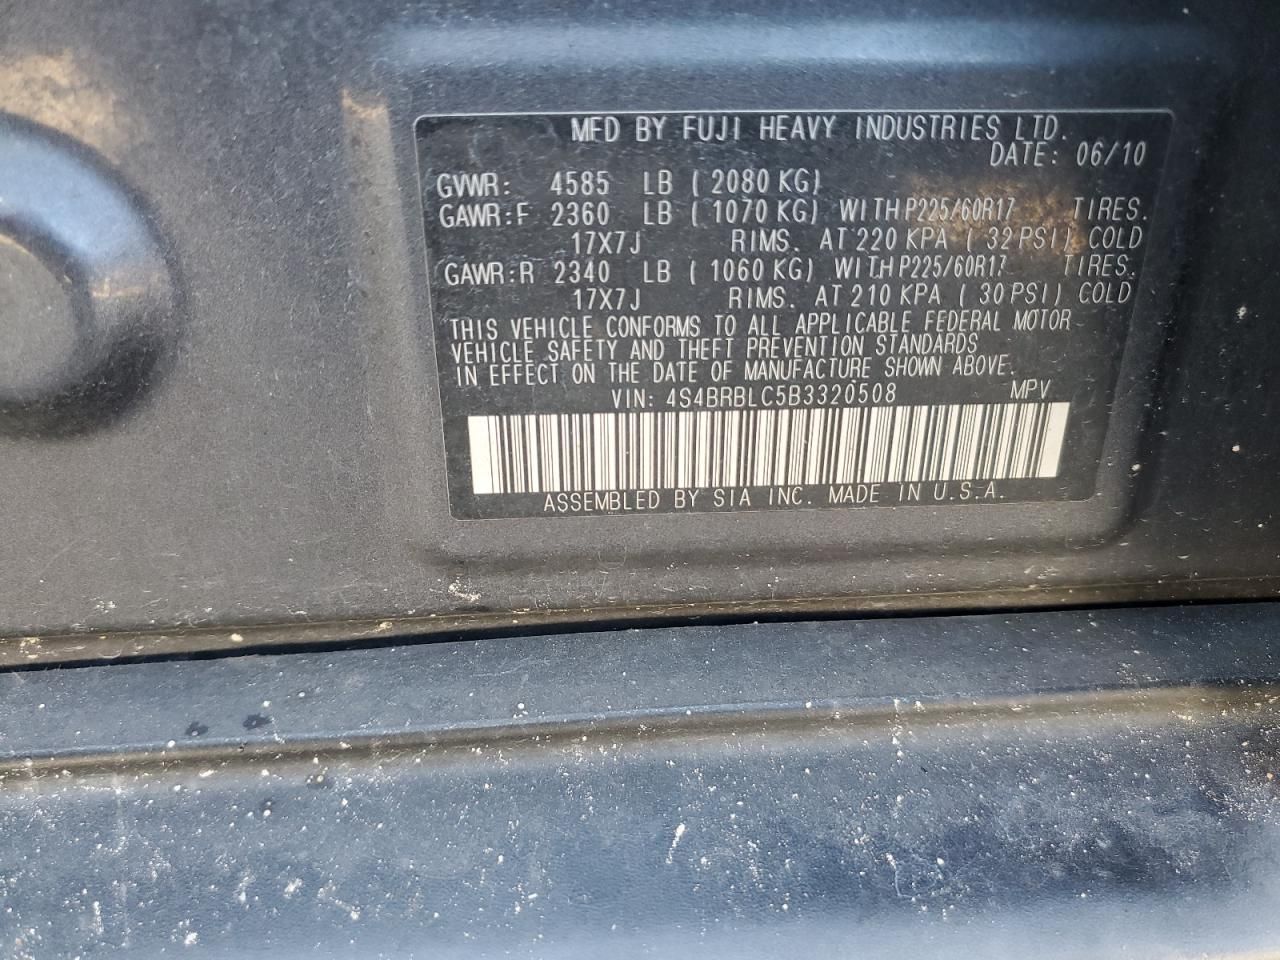 MFD BY FUJI HEAVY INDUSTRIES LTD.
DATE: 06/10
GVWR: 4585 LB (2080 KG)
GAWR:F 2360 LB (1070 KG) WITH P225/60R17 TIRES.
17X7J RIMS. AT 220 KPA (32 PSI) COLD
GAWR:R 2340 LB (1060 KG) WITH P225/60R17 TIRES.
17X7J RIMS. AT 210 KPA (30 PSI) COLD
THIS VEHICLE CONFORMS TO ALL APPLICABLE FEDERAL MOTOR
VEHICLE SAFETY AND THEFT PREVENTION STANDARDS
IN EFFECT ON THE DATE OF MANUFACTURE SHOWN ABOVE.
VIN: 4S4BRBLC5B3320508 MPV
ASSEMBLED BY SIA INC. MADE IN U.S.A.